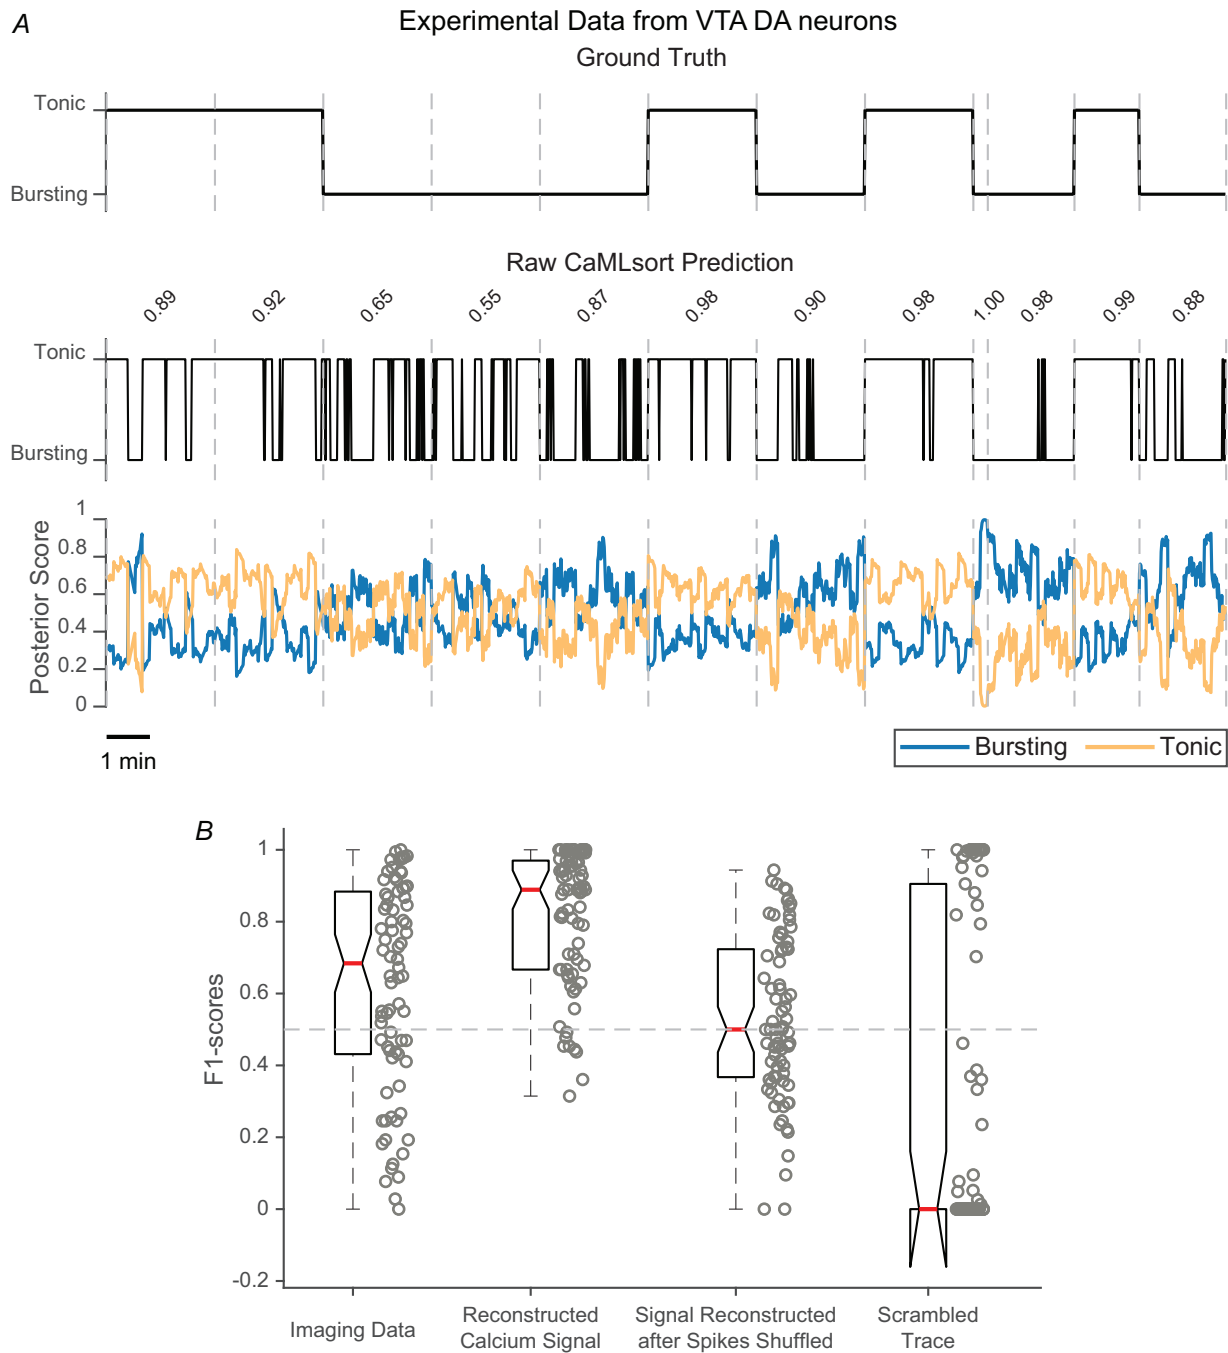 A
Experimental Data from VTA DA neurons
Ground Truth
Tonic
Bursting
Raw CaMLsort Prediction
0.89 0.92 0.65 0.55 0.87 0.98 0.90 0.98 1.00 0.98 0.99 0.88
Tonic
Bursting
Posterior Score
1
0.8
0.6
0.4
0.2
0
1 min
Bursting Tonic
B
F1-scores
1
0.8
0.6
0.4
0.2
0
-0.2
Imaging Data
Reconstructed
Calcium Signal
Signal Reconstructed
after Spikes Shuffled
Scrambled
Trace